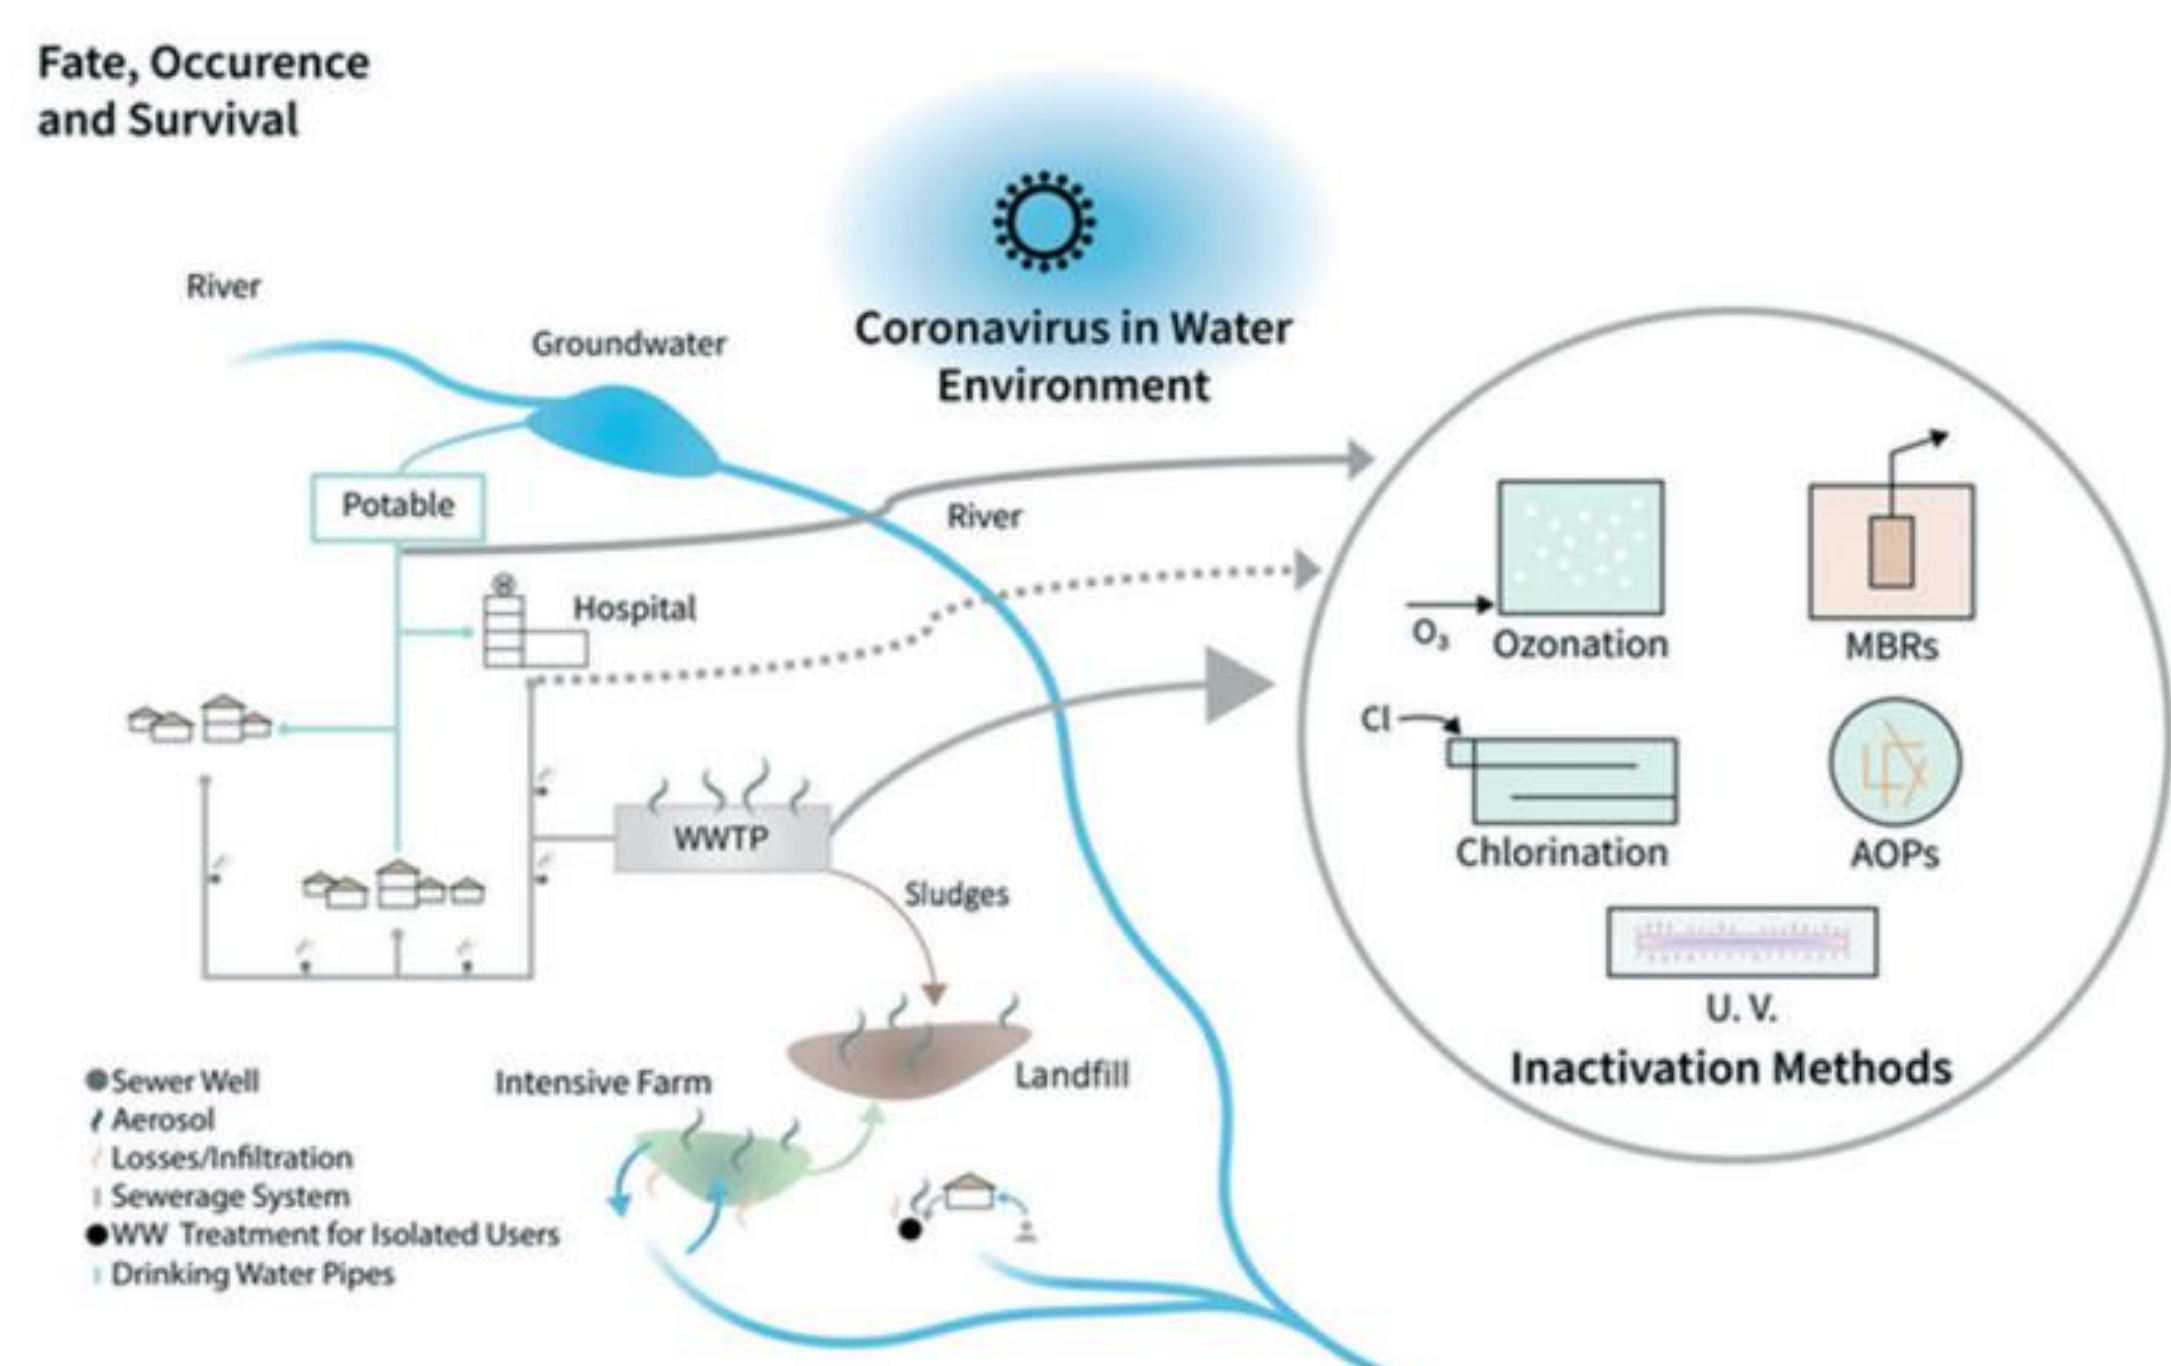 Fate, Occurence
and Survival
Coronavirus in Water
Environment
River
Groundwater
Potable
River
Hospital
WWTP
Sludges
Landfill
Intensive Farm
Sewer Well
Aerosol
Losses/Infiltration
Sewerage System
WW Treatment for Isolated Users
Drinking Water Pipes
O₃
Ozonation
MBRs
Cl
Chlorination
AOPs
U. V.
Inactivation Methods